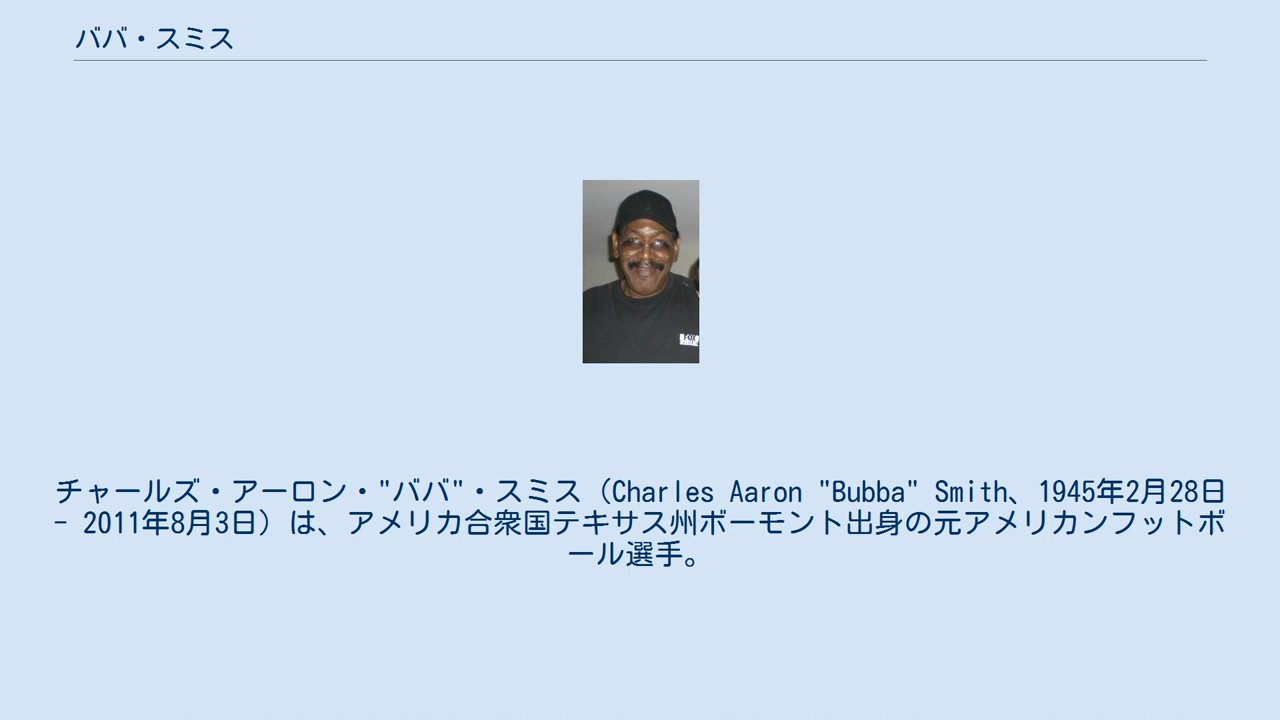 ババ・スミス
FOX
チャールズ・アーロン・"ババ"・スミス（Charles Aaron "Bubba" Smith、1945年2月28日
- 2011年8月3日）は、アメリカ合衆国テキサス州ボーモント出身の元アメリカンフットボ
ール選手。